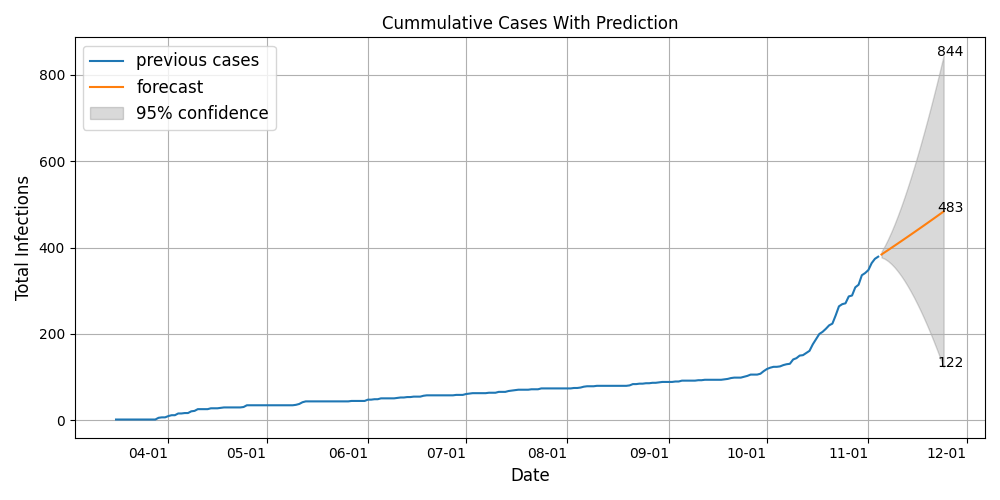 Cummulative Cases With Prediction
previous cases
forecast
95% confidence
844
483
122
800
600
400
200
0
Total Infections
04-01 05-01 06-01 07-01 08-01 09-01 10-01 11-01 12-01
Date